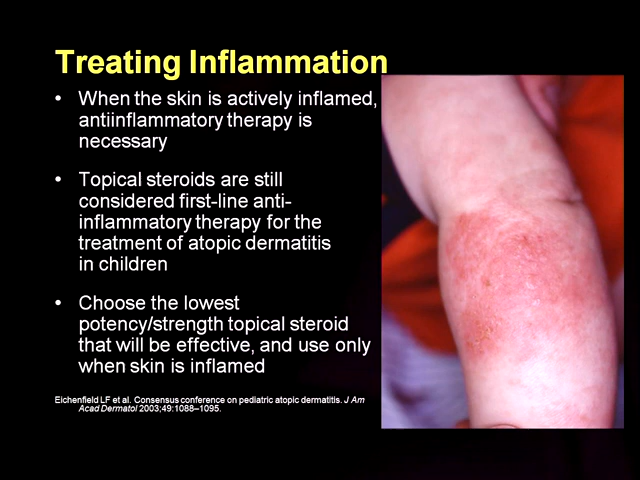 Treating Inflammation
• When the skin is actively inflamed,
antiinflammatory therapy is
necessary
• Topical steroids are still
considered first-line anti-
inflammatory therapy for the
treatment of atopic dermatitis
in children
• Choose the lowest
potency/strength topical steroid
that will be effective, and use only
when skin is inflamed
Eichenfield LF et al. Consensus conference on pediatric atopic dermatitis. J Am
Acad Dermatol 2003;49:1088–1095.